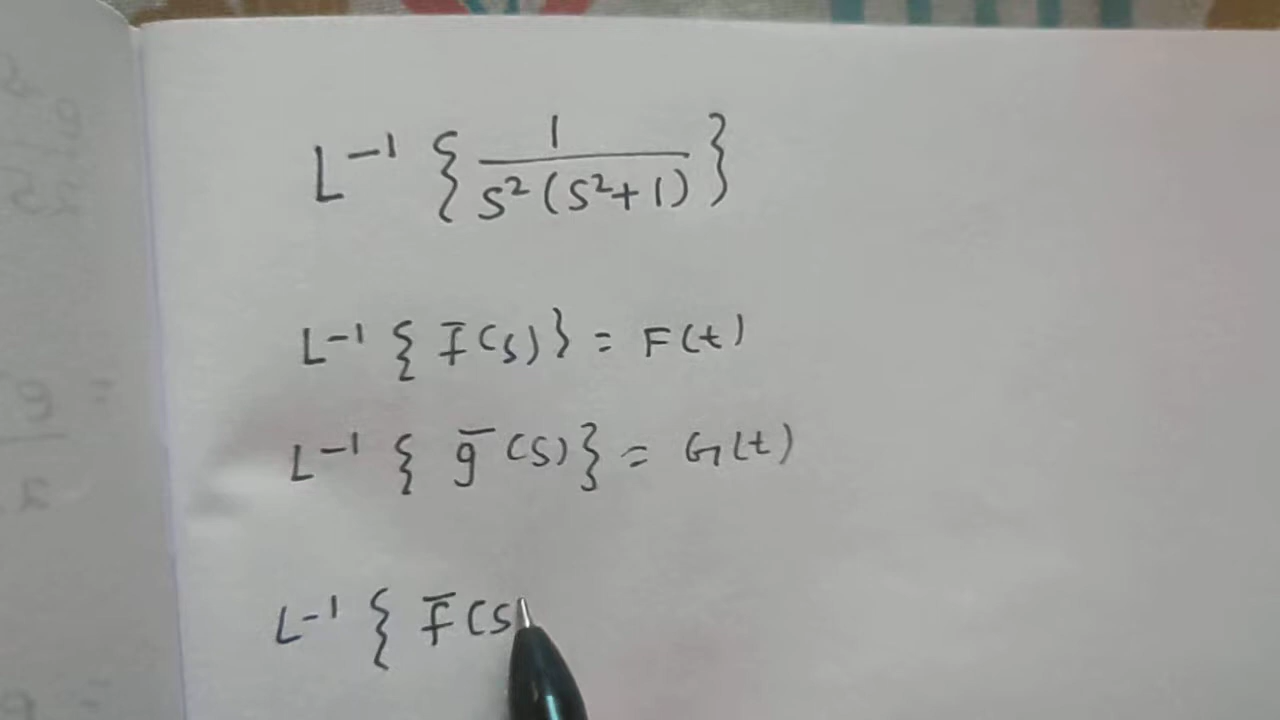 L⁻¹ { 1 / S²(S²+1) }
L⁻¹ { f̄(s) } = F(t)
L⁻¹ { ḡ(s) } = G(t)
L⁻¹ { f̄(s